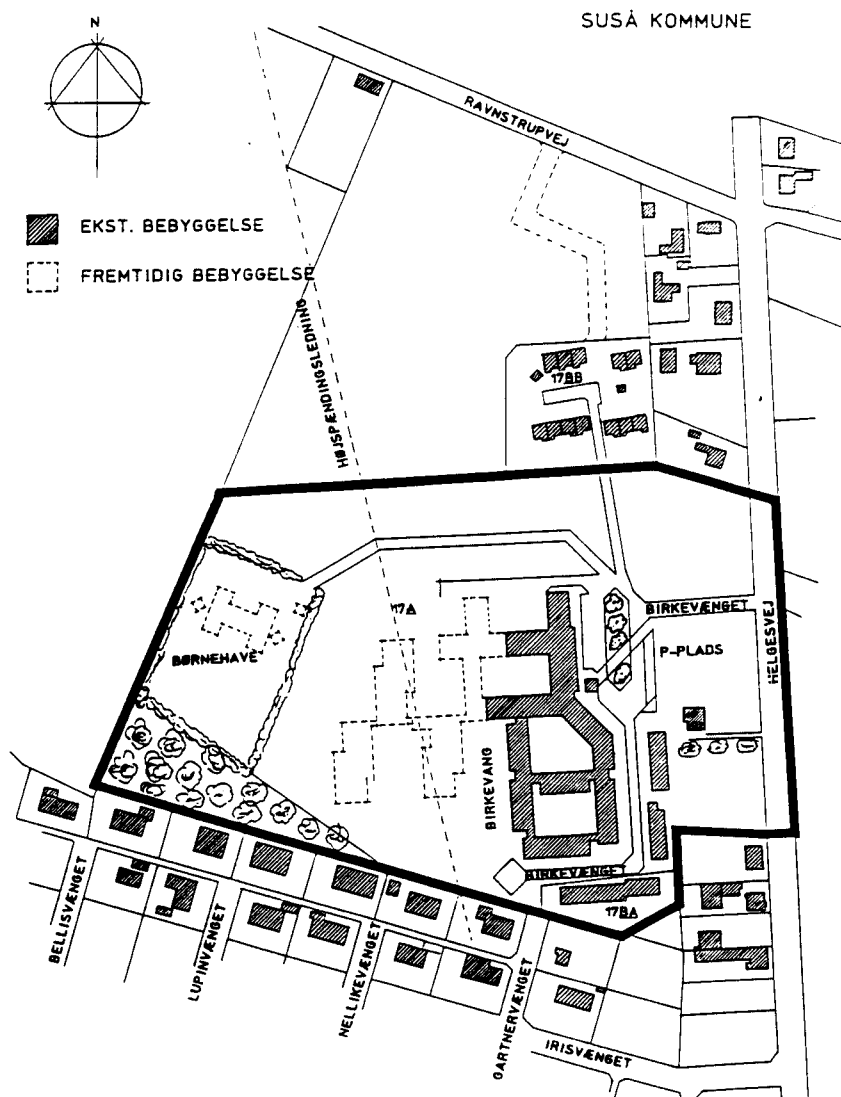 SUSÅ KOMMUNE
N
RAVNSTRUPVEJ
EKST. BEBYGGELSE
FREMTIDIG BEBYGGELSE
HØJSPÆNDINGSLEDNING
17BB
17A
BIRKEVÆNGET
HELGESVEJ
P-PLADS
BØRNEHAVE
BIRKEVANG
BIRKEVÆNGET
17BA
BELLISVÆNGET
LUPINVÆNGET
NELLIKEVÆNGET
GARTNERVÆNGET
IRISVÆNGET